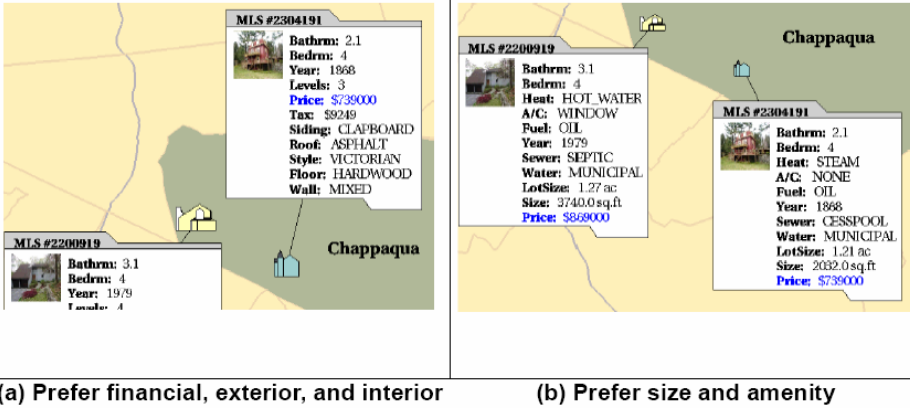 MLS #2304191
Bathrm: 2.1
Bedrm: 4
Year: 1868
Levels: 3
Price: $739000
Tax: $9249
Siding: CLAPBOARD
Roof: ASPHALT
Style: VICTORIAN
Floor: HARDWOOD
Wall: MIXED
Chappaqua
MLS #2200919
Bathrm: 3.1
Bedrm: 4
Year: 1979
Levels: 4
(a) Prefer financial, exterior, and interior
Chappaqua
MLS #2200919
Bathrm: 3.1
Bedrm: 4
Heat: HOT_WATER
A/C: WINDOW
Fuel: OIL
Year: 1979
Sewer: SEPTIC
Water: MUNICIPAL
LotSize: 1.27 ac
Size: 3740.0 sq.ft
Price: $869000
MLS #2304191
Bathrm: 2.1
Bedrm: 4
Heat: STEAM
A/C: NONE
Fuel: OIL
Year: 1868
Sewer: CESSPOOL
Water: MUNICIPAL
LotSize: 1.21 ac
Size: 2032.0 sq.ft
Price: $739000
(b) Prefer size and amenity